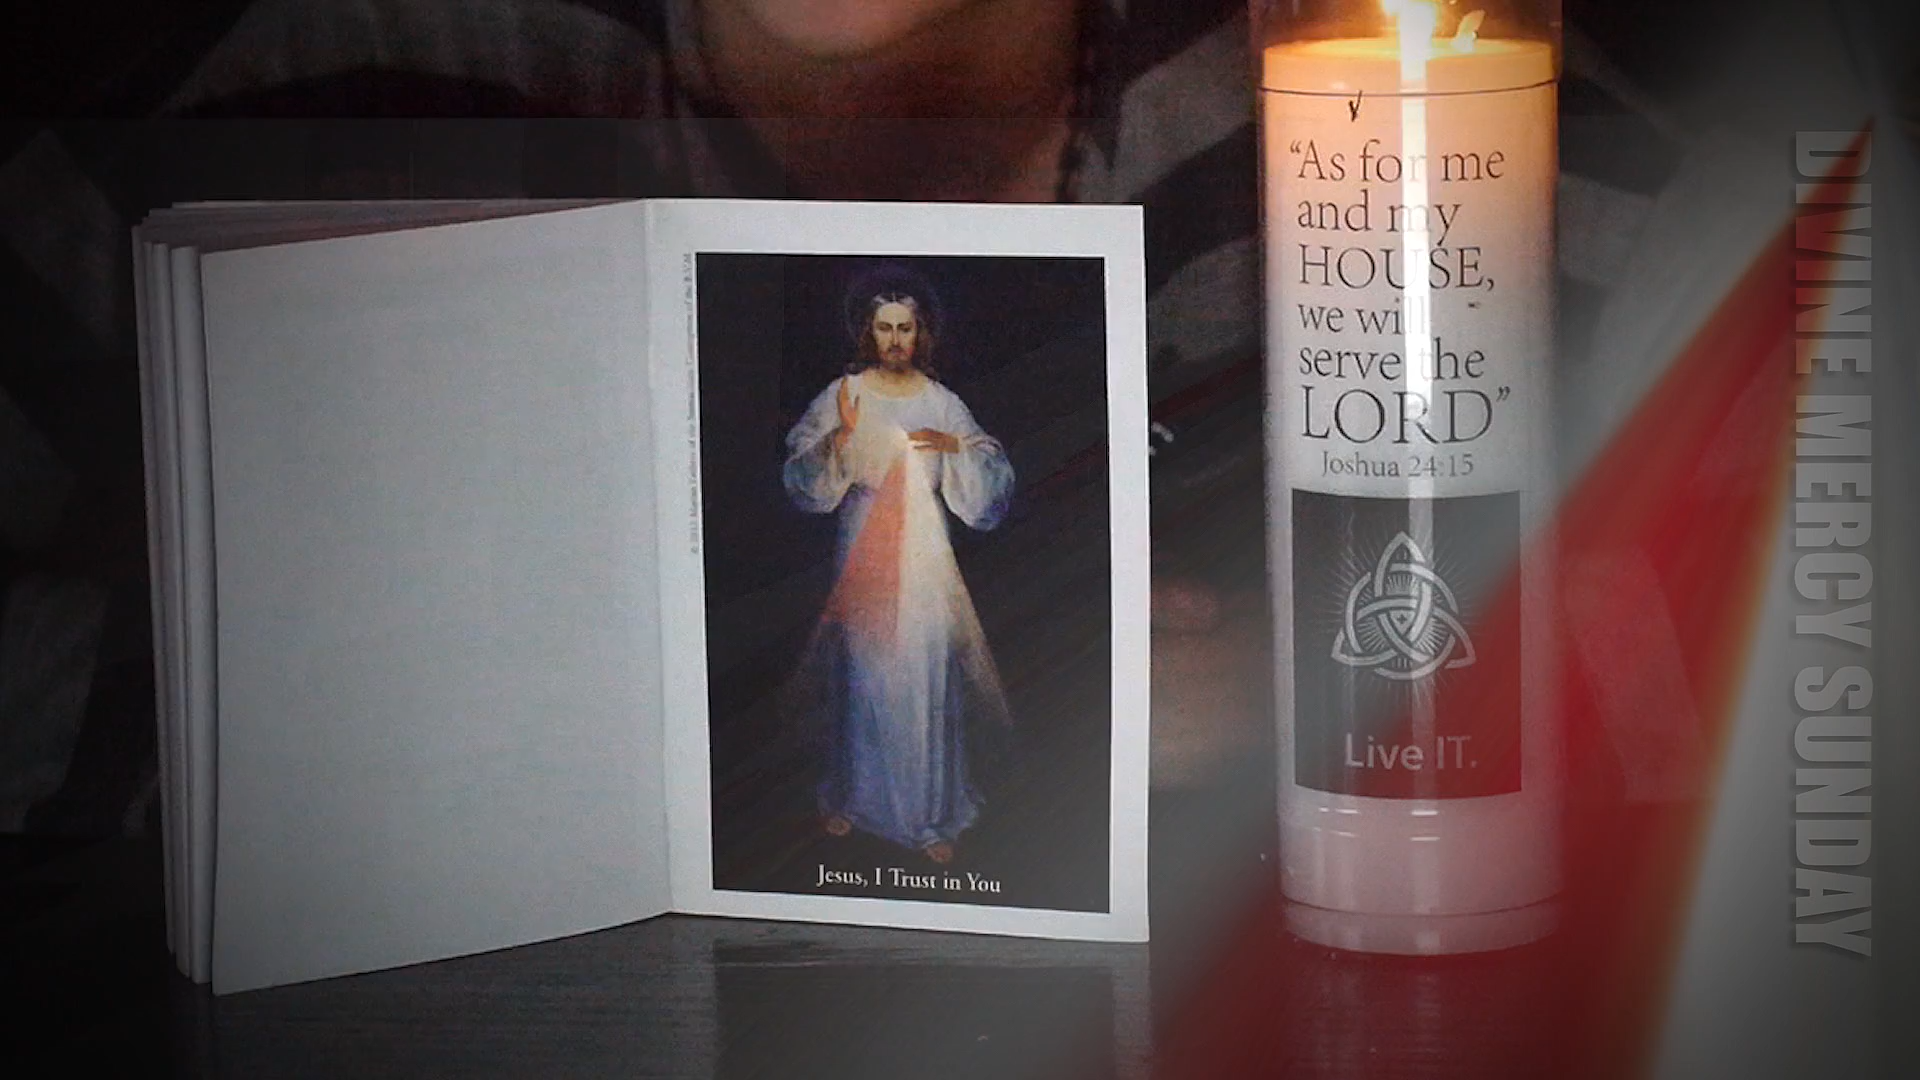 “As for me
and my
HOUSE,
we will
serve the
LORD”
Joshua 24:15
Live IT.
Jesus, I Trust in You
DIVINE MERCY SUNDAY